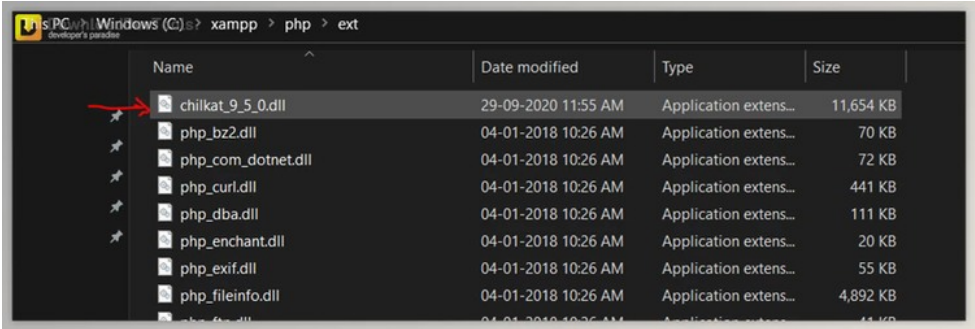 This PC > Windows (C:) > xampp > php > ext
developer's paradise
Name Date modified Type Size
chilkat_9_5_0.dll 29-09-2020 11:55 AM Application extens... 11,654 KB
php_bz2.dll 04-01-2018 10:26 AM Application extens... 70 KB
php_com_dotnet.dll 04-01-2018 10:26 AM Application extens... 72 KB
php_curl.dll 04-01-2018 10:26 AM Application extens... 441 KB
php_dba.dll 04-01-2018 10:26 AM Application extens... 111 KB
php_enchant.dll 04-01-2018 10:26 AM Application extens... 20 KB
php_exif.dll 04-01-2018 10:26 AM Application extens... 55 KB
php_fileinfo.dll 04-01-2018 10:26 AM Application extens... 4,892 KB